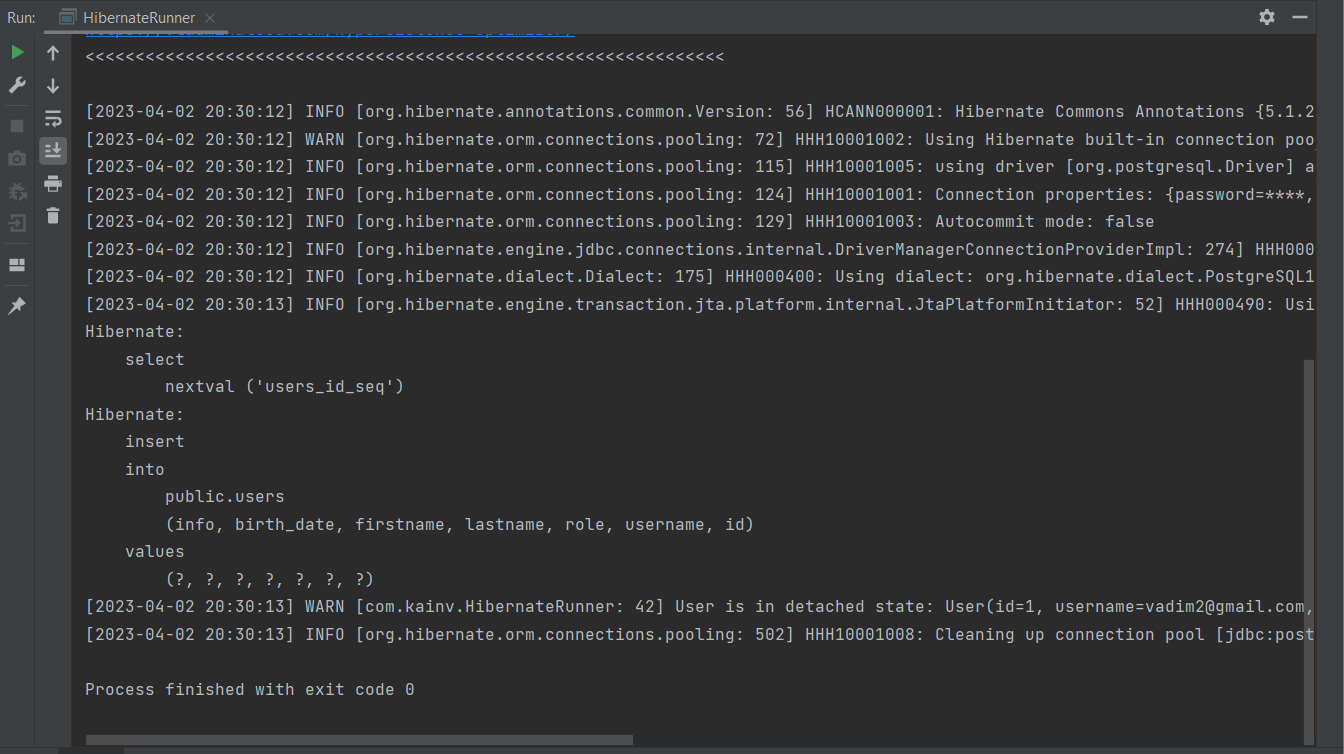 Run: HibernateRunner
<<<<<<<<<<<<<<<<<<<<<<<<<<<<<<<<<<<<<<<<<<<<<<<<<<<<<<<<<<<<<<<<
[2023-04-02 20:30:12] INFO [org.hibernate.annotations.common.Version: 56] HCANN000001: Hibernate Commons Annotations {5.1.2
[2023-04-02 20:30:12] WARN [org.hibernate.orm.connections.pooling: 72] HHH10001002: Using Hibernate built-in connection poo
[2023-04-02 20:30:12] INFO [org.hibernate.orm.connections.pooling: 115] HHH10001005: using driver [org.postgresql.Driver] a
[2023-04-02 20:30:12] INFO [org.hibernate.orm.connections.pooling: 124] HHH10001001: Connection properties: {password=****,
[2023-04-02 20:30:12] INFO [org.hibernate.orm.connections.pooling: 129] HHH10001003: Autocommit mode: false
[2023-04-02 20:30:12] INFO [org.hibernate.engine.jdbc.connections.internal.DriverManagerConnectionProviderImpl: 274] HHH000
[2023-04-02 20:30:12] INFO [org.hibernate.dialect.Dialect: 175] HHH000400: Using dialect: org.hibernate.dialect.PostgreSQL1
[2023-04-02 20:30:13] INFO [org.hibernate.engine.transaction.jta.platform.internal.JtaPlatformInitiator: 52] HHH000490: Usi
Hibernate:
    select
        nextval ('users_id_seq')
Hibernate:
    insert
    into
        public.users
        (info, birth_date, firstname, lastname, role, username, id)
    values
        (?, ?, ?, ?, ?, ?, ?)
[2023-04-02 20:30:13] WARN [com.kainv.HibernateRunner: 42] User is in detached state: User(id=1, username=vadim2@gmail.com,
[2023-04-02 20:30:13] INFO [org.hibernate.orm.connections.pooling: 502] HHH10001008: Cleaning up connection pool [jdbc:post
Process finished with exit code 0